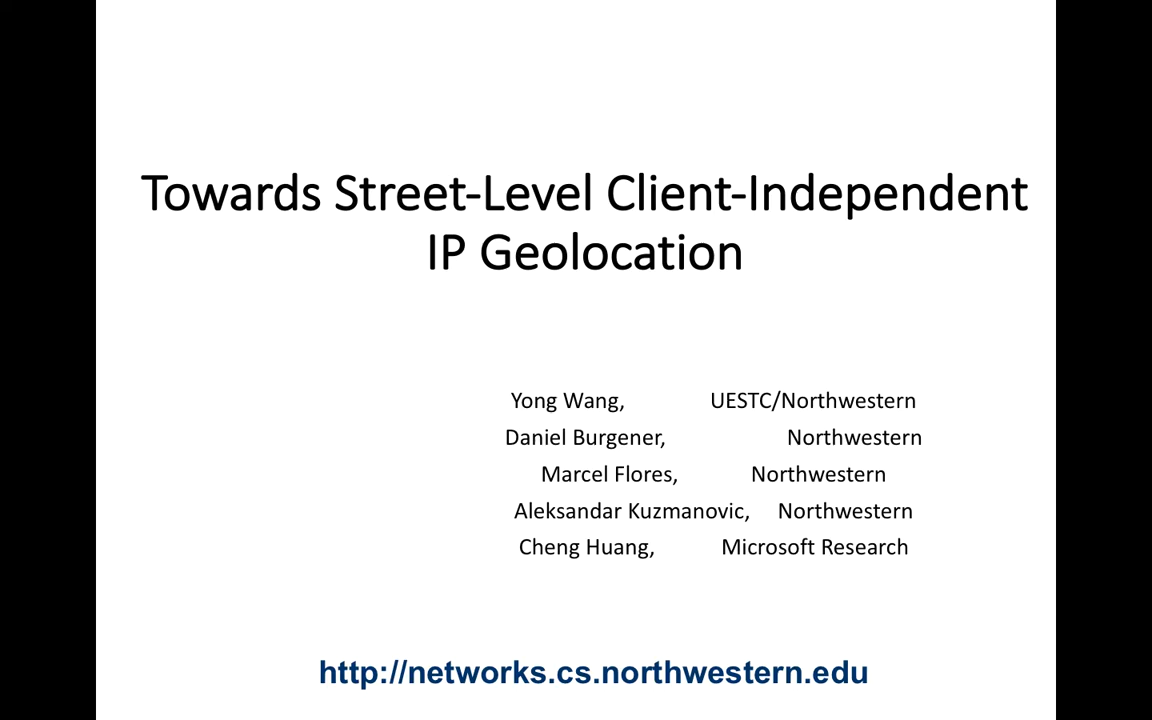 Towards Street-Level Client-Independent
IP Geolocation
Yong Wang, UESTC/Northwestern
Daniel Burgener, Northwestern
Marcel Flores, Northwestern
Aleksandar Kuzmanovic, Northwestern
Cheng Huang, Microsoft Research
http://networks.cs.northwestern.edu